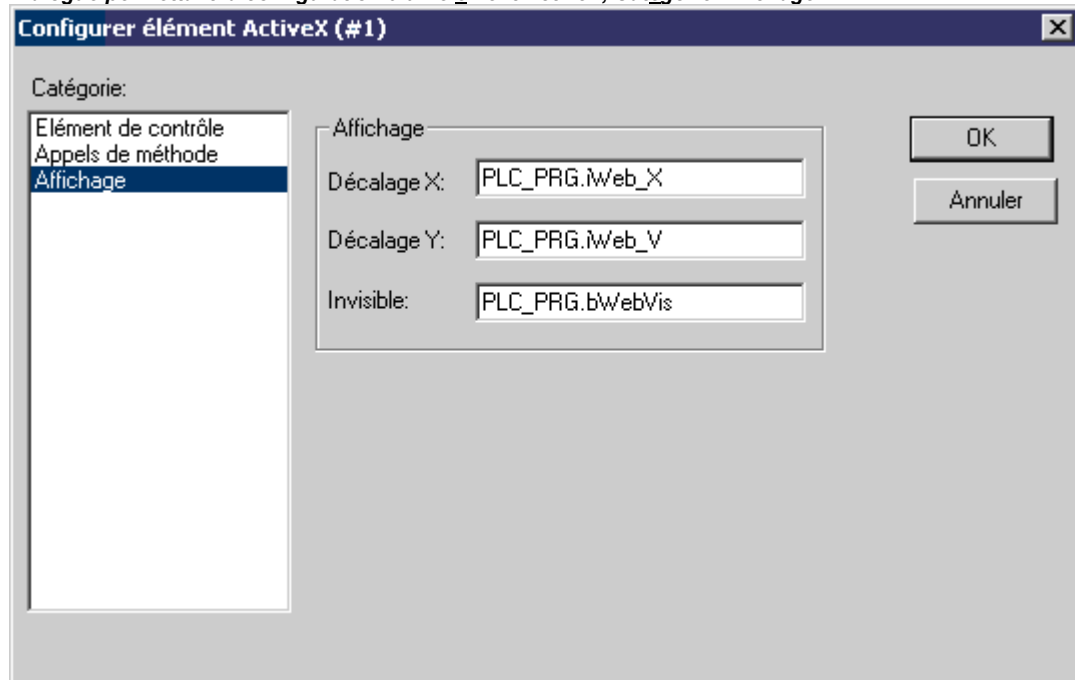 Configurer élément ActiveX (#1)
Catégorie:
Elément de contrôle
Appels de méthode
Affichage
Affichage
Décalage X: PLC_PRG.iWeb_X
Décalage Y: PLC_PRG.iWeb_V
Invisible: PLC_PRG.bWebVis
OK
Annuler